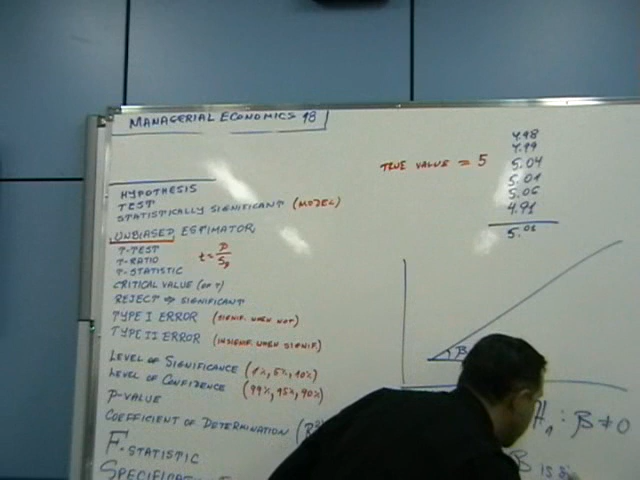 MANAGERIAL ECONOMICS 98
HYPOTHESIS
TEST
STATISTICALLY SIGNIFICANT (MODEL)
UNBIASED ESTIMATOR
T-TEST
T-RATIO
T-STATISTIC
t =
CRITICAL VALUE (OF T)
REJECT ⇒ SIGNIFICANT
TYPE I ERROR (SIGNIF. WHEN NOT)
TYPE II ERROR (INSIGNIF. WHEN SIGNIF.)
LEVEL OF SIGNIFICANCE (1%, 5%, 10%)
LEVEL OF CONFIDENCE (99%, 95%, 90%)
P-VALUE
COEFFICIENT OF DETERMINATION (R²
F-STATISTIC
TRUE VALUE = 5
4.98
4.99
5.04
5.01
5.06
4.91
5.01
β
: β ≠ 0
β IS